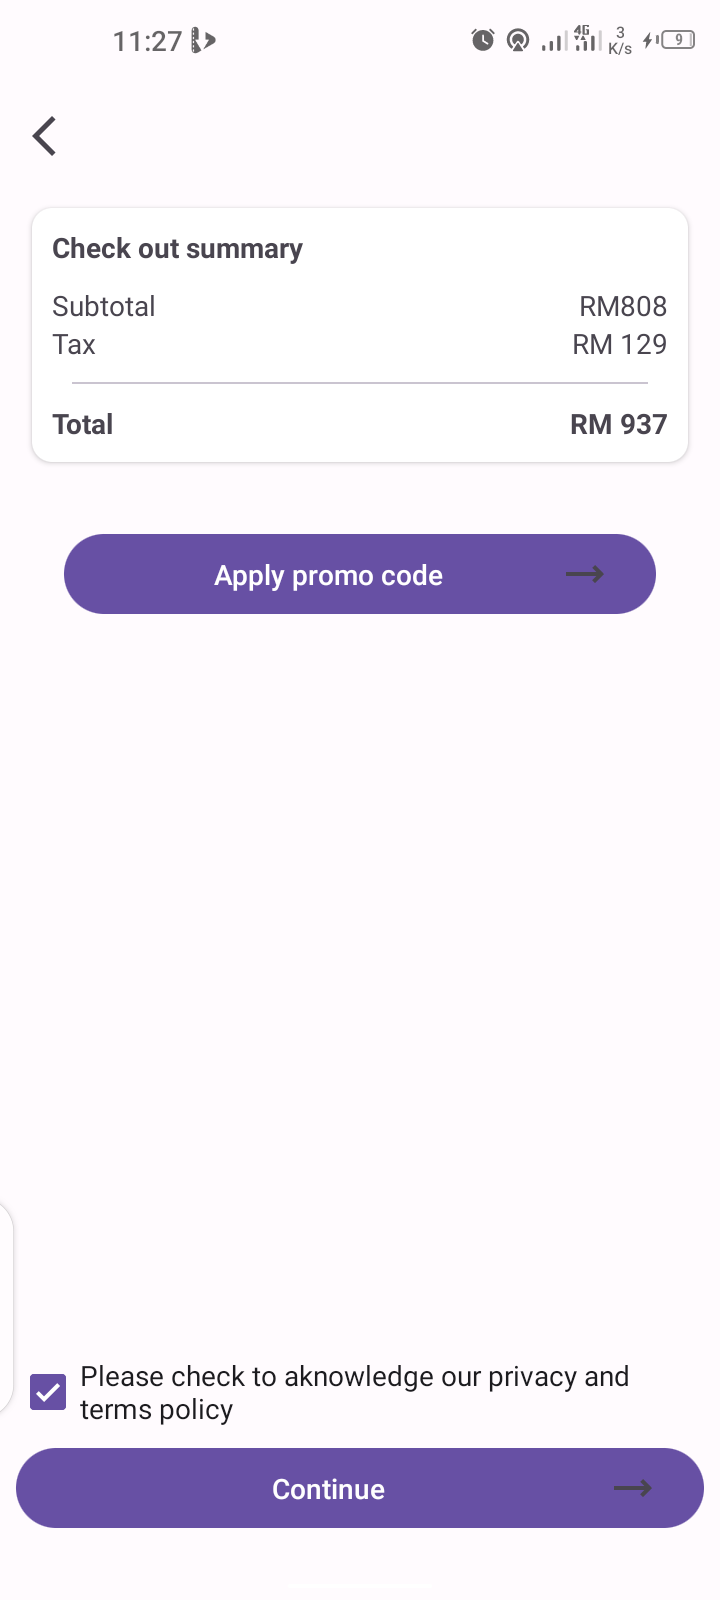 11:27
4G
3
K/s
9
Check out summary
Subtotal RM808
Tax RM 129
Total RM 937
Apply promo code
Please check to aknowledge our privacy and
terms policy
Continue